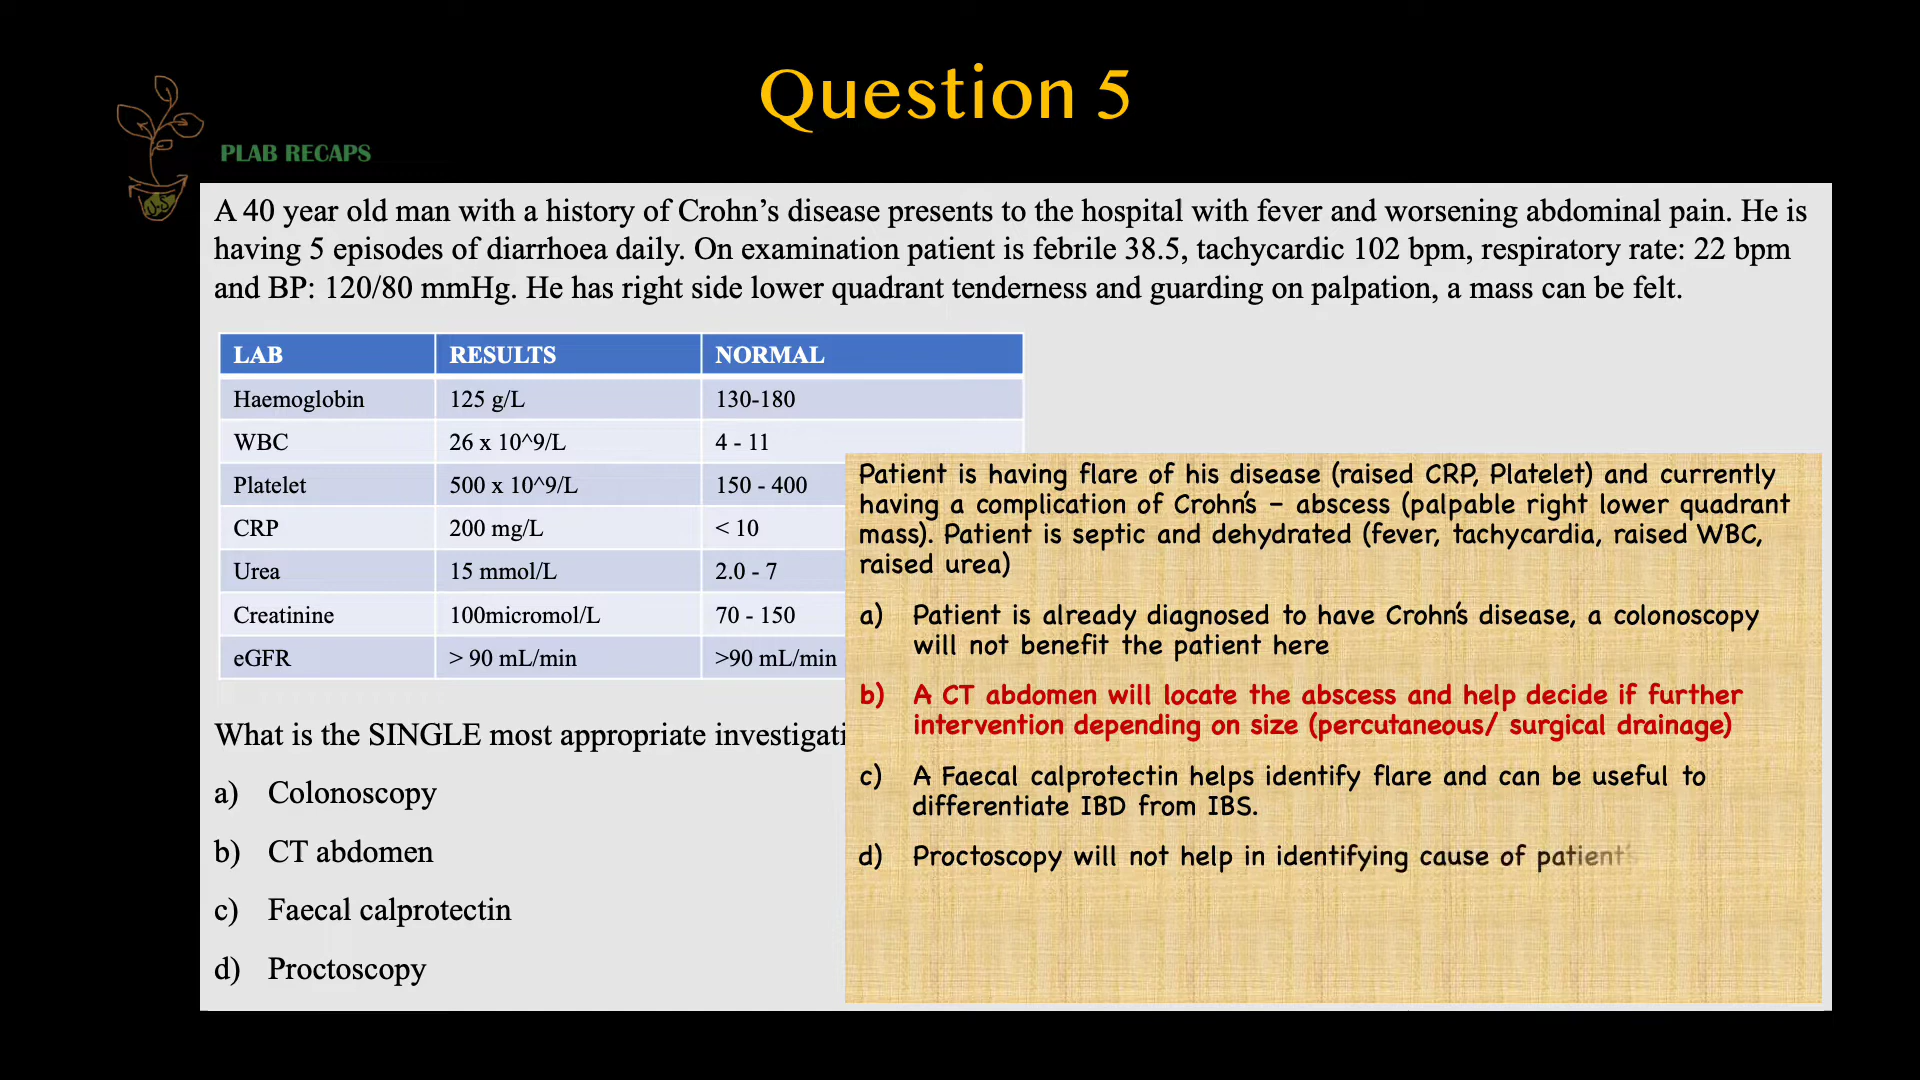 Question 5
PLAB RECAPS
A 40 year old man with a history of Crohn’s disease presents to the hospital with fever and worsening abdominal pain. He is
having 5 episodes of diarrhoea daily. On examination patient is febrile 38.5, tachycardic 102 bpm, respiratory rate: 22 bpm
and BP: 120/80 mmHg. He has right side lower quadrant tenderness and guarding on palpation, a mass can be felt.
LAB RESULTS NORMAL
Haemoglobin 125 g/L 130-180
WBC 26 x 10^9/L 4 - 11
Platelet 500 x 10^9/L 150 - 400
CRP 200 mg/L < 10
Urea 15 mmol/L 2.0 - 7
Creatinine 100micromol/L 70 - 150
eGFR > 90 mL/min >90 mL/min
What is the SINGLE most appropriate investigati
a) Colonoscopy
b) CT abdomen
c) Faecal calprotectin
d) Proctoscopy
Patient is having flare of his disease (raised CRP, Platelet) and currently
having a complication of Crohn’s – abscess (palpable right lower quadrant
mass). Patient is septic and dehydrated (fever, tachycardia, raised WBC,
raised urea)
a) Patient is already diagnosed to have Crohn’s disease, a colonoscopy
will not benefit the patient here
b) A CT abdomen will locate the abscess and help decide if further
intervention depending on size (percutaneous/ surgical drainage)
c) A Faecal calprotectin helps identify flare and can be useful to
differentiate IBD from IBS.
d) Proctoscopy will not help in identifying cause of patient’s